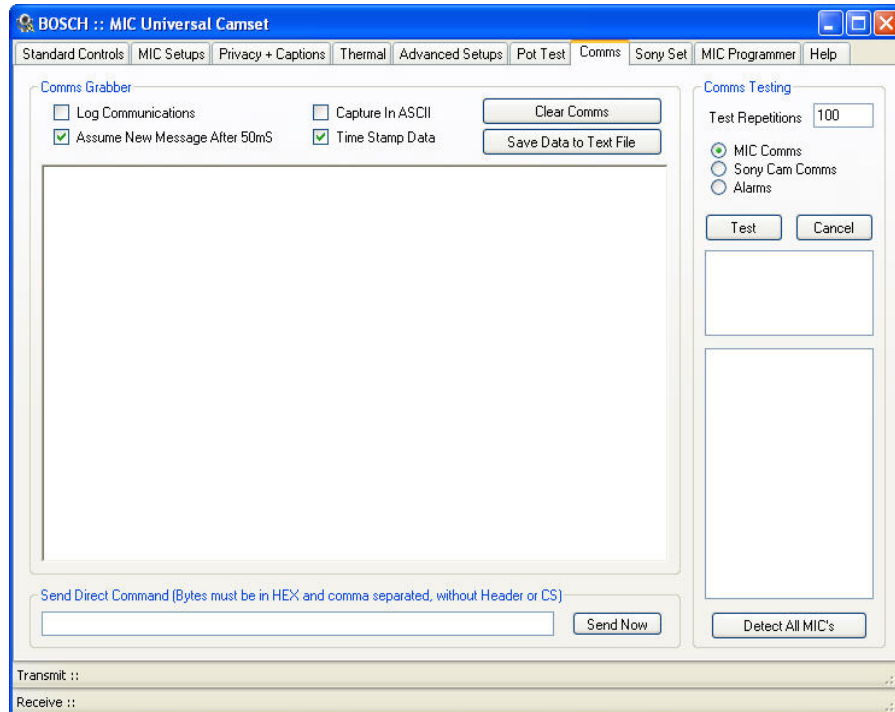 BOSCH :: MIC Universal Camset
Standard Controls MIC Setups Privacy + Captions Thermal Advanced Setups Pot Test Comms Sony Set MIC Programmer Help
Comms Grabber
Log Communications
Capture In ASCII
Clear Comms
Assume New Message After 50mS
Time Stamp Data
Save Data to Text File
Comms Testing
Test Repetitions 100
MIC Comms
Sony Cam Comms
Alarms
Test Cancel
Send Direct Command (Bytes must be in HEX and comma separated, without Header or CS)
Send Now
Detect All MIC's
Transmit ::
Receive ::